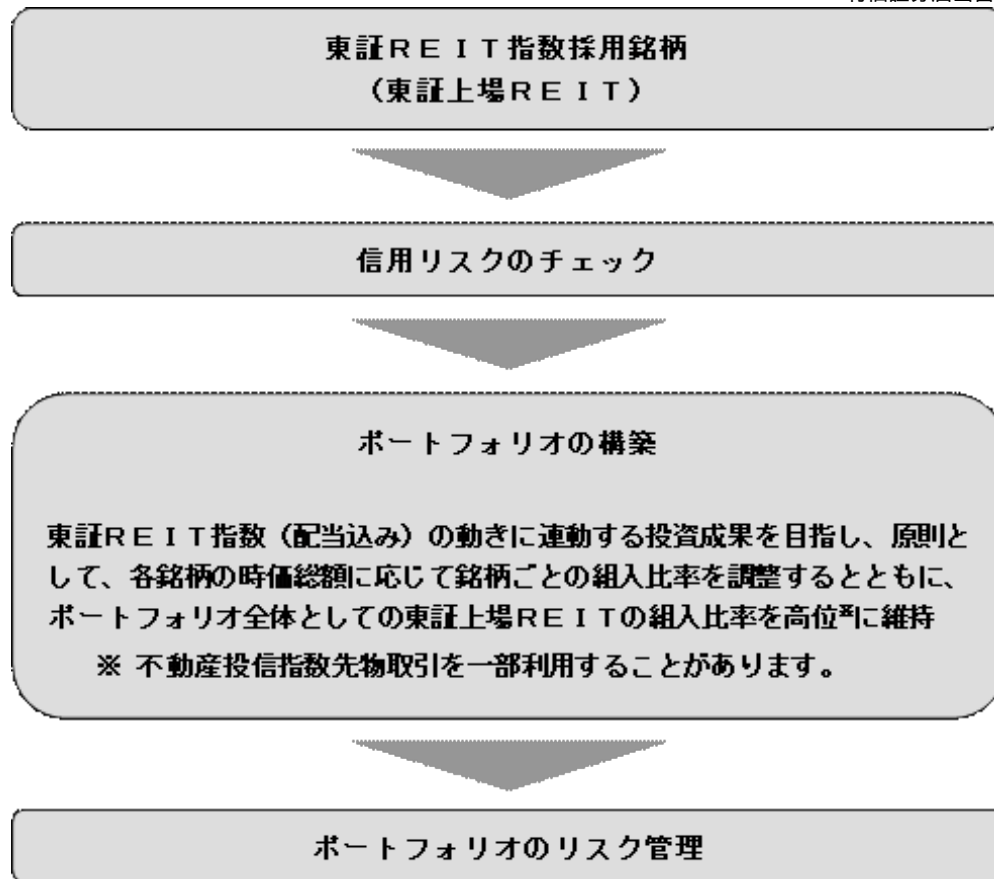 東証ＲＥＩＴ指数採用銘柄
（東証上場ＲＥＩＴ）
信用リスクのチェック
ポートフォリオの構築
東証ＲＥＩＴ指数（配当込み）の動きに連動する投資成果を目指し、原則と
して、各銘柄の時価総額に応じて銘柄ごとの組入比率を調整するとともに、
ポートフォリオ全体としての東証上場ＲＥＩＴの組入比率を高位※に維持
※ 不動産投信指数先物取引を一部利用することがあります。
ポートフォリオのリスク管理